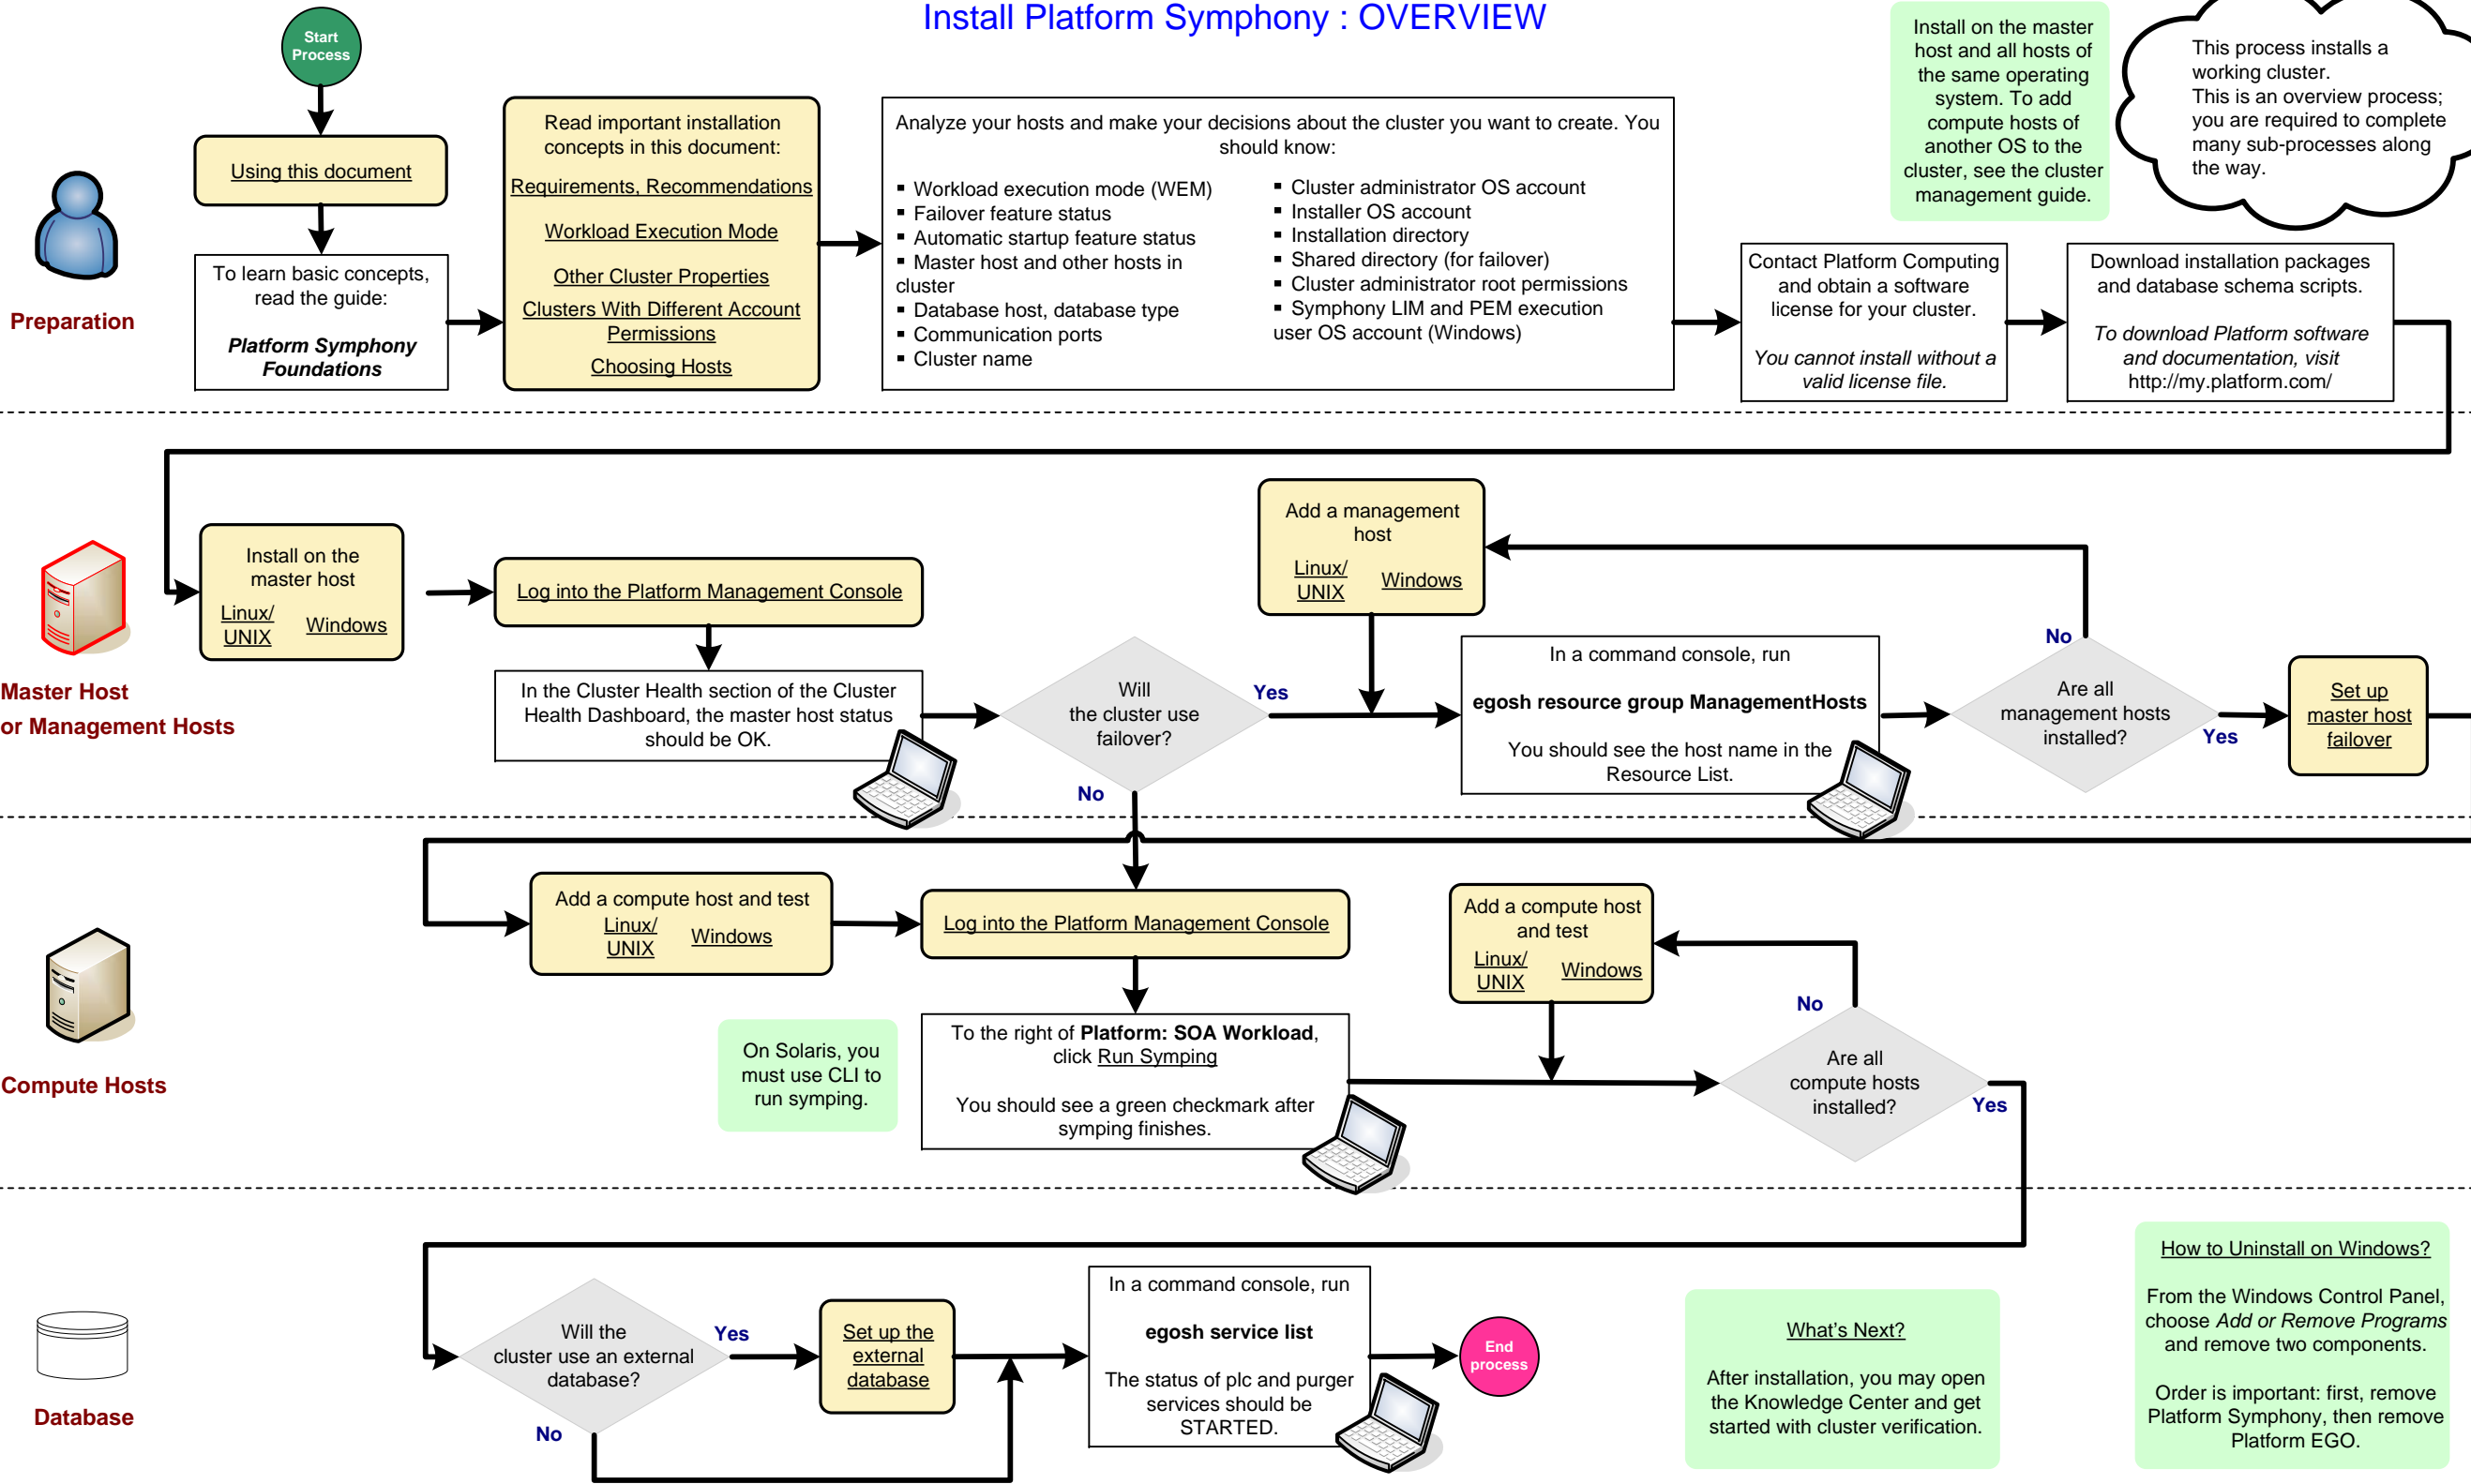 Install Platform Symphony : OVERVIEW
Start
Process
Install on the master
host and all hosts of
the same operating
system. To add
compute hosts of
another OS to the
cluster, see the cluster
management guide.
This process installs a
working cluster.
This is an overview process;
you are required to complete
many sub-processes along
the way.
Preparation
Using this document
To learn basic concepts,
read the guide:
Platform Symphony
Foundations
Read important installation
concepts in this document:
Requirements, Recommendations
Workload Execution Mode
Other Cluster Properties
Clusters With Different Account
Permissions
Choosing Hosts
Analyze your hosts and make your decisions about the cluster you want to create. You
should know:
▪ Workload execution mode (WEM)
▪ Failover feature status
▪ Automatic startup feature status
▪ Master host and other hosts in
cluster
▪ Database host, database type
▪ Communication ports
▪ Cluster name
▪ Cluster administrator OS account
▪ Installer OS account
▪ Installation directory
▪ Shared directory (for failover)
▪ Cluster administrator root permissions
▪ Symphony LIM and PEM execution
user OS account (Windows)
Contact Platform Computing
and obtain a software
license for your cluster.
You cannot install without a
valid license file.
Download installation packages
and database schema scripts.
To download Platform software
and documentation, visit
http://my.platform.com/
Master Host
or Management Hosts
Install on the
master host
Linux/
UNIX
Windows
Log into the Platform Management Console
In the Cluster Health section of the Cluster
Health Dashboard, the master host status
should be OK.
Will
the cluster use
failover?
Yes
No
Add a management
host
Linux/
UNIX
Windows
In a command console, run
egosh resource group ManagementHosts
You should see the host name in the
Resource List.
No
Are all
management hosts
installed?
Yes
Set up
master host
failover
Compute Hosts
Add a compute host and test
Linux/
UNIX
Windows
Log into the Platform Management Console
On Solaris, you
must use CLI to
run symping.
To the right of Platform: SOA Workload,
click Run Symping
You should see a green checkmark after
symping finishes.
Add a compute host
and test
Linux/
UNIX
Windows
No
Are all
compute hosts
installed?
Yes
Database
Will the
cluster use an external
database?
Yes
No
Set up the
external
database
In a command console, run
egosh service list
The status of plc and purger
services should be
STARTED.
End
process
What's Next?
After installation, you may open
the Knowledge Center and get
started with cluster verification.
How to Uninstall on Windows?
From the Windows Control Panel,
choose Add or Remove Programs
and remove two components.
Order is important: first, remove
Platform Symphony, then remove
Platform EGO.